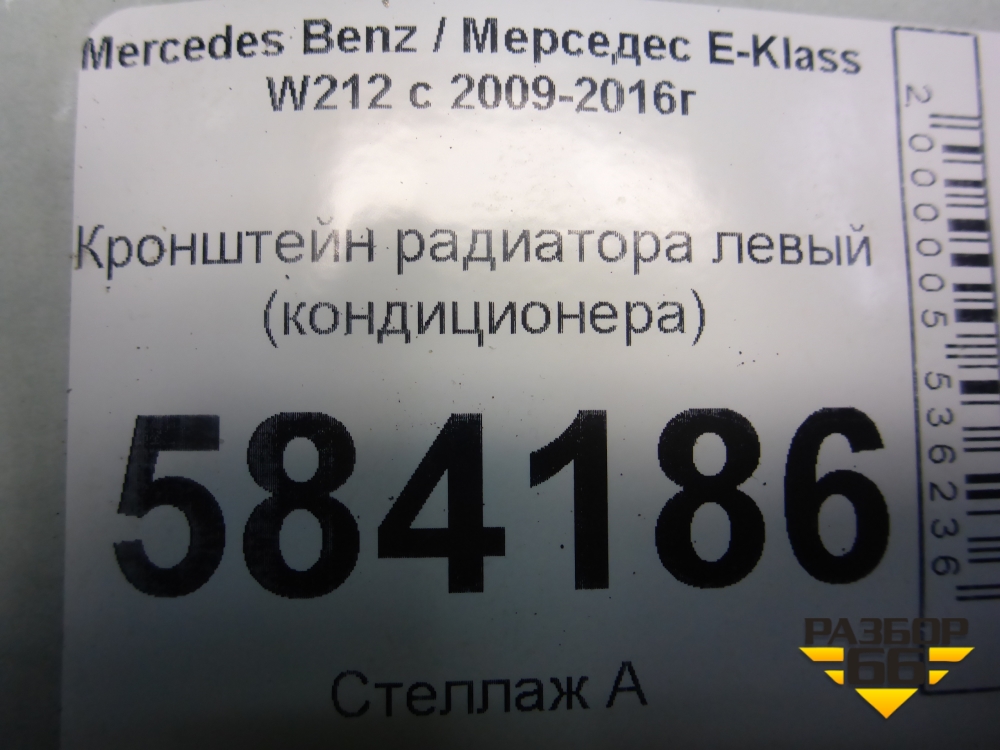 Mercedes Benz / Мерседес E-Klass
W212 с 2009-2016г
Кронштейн радиатора левый
(кондиционера)
584186
Стеллаж А
2000005536236
РАЗБОР
66